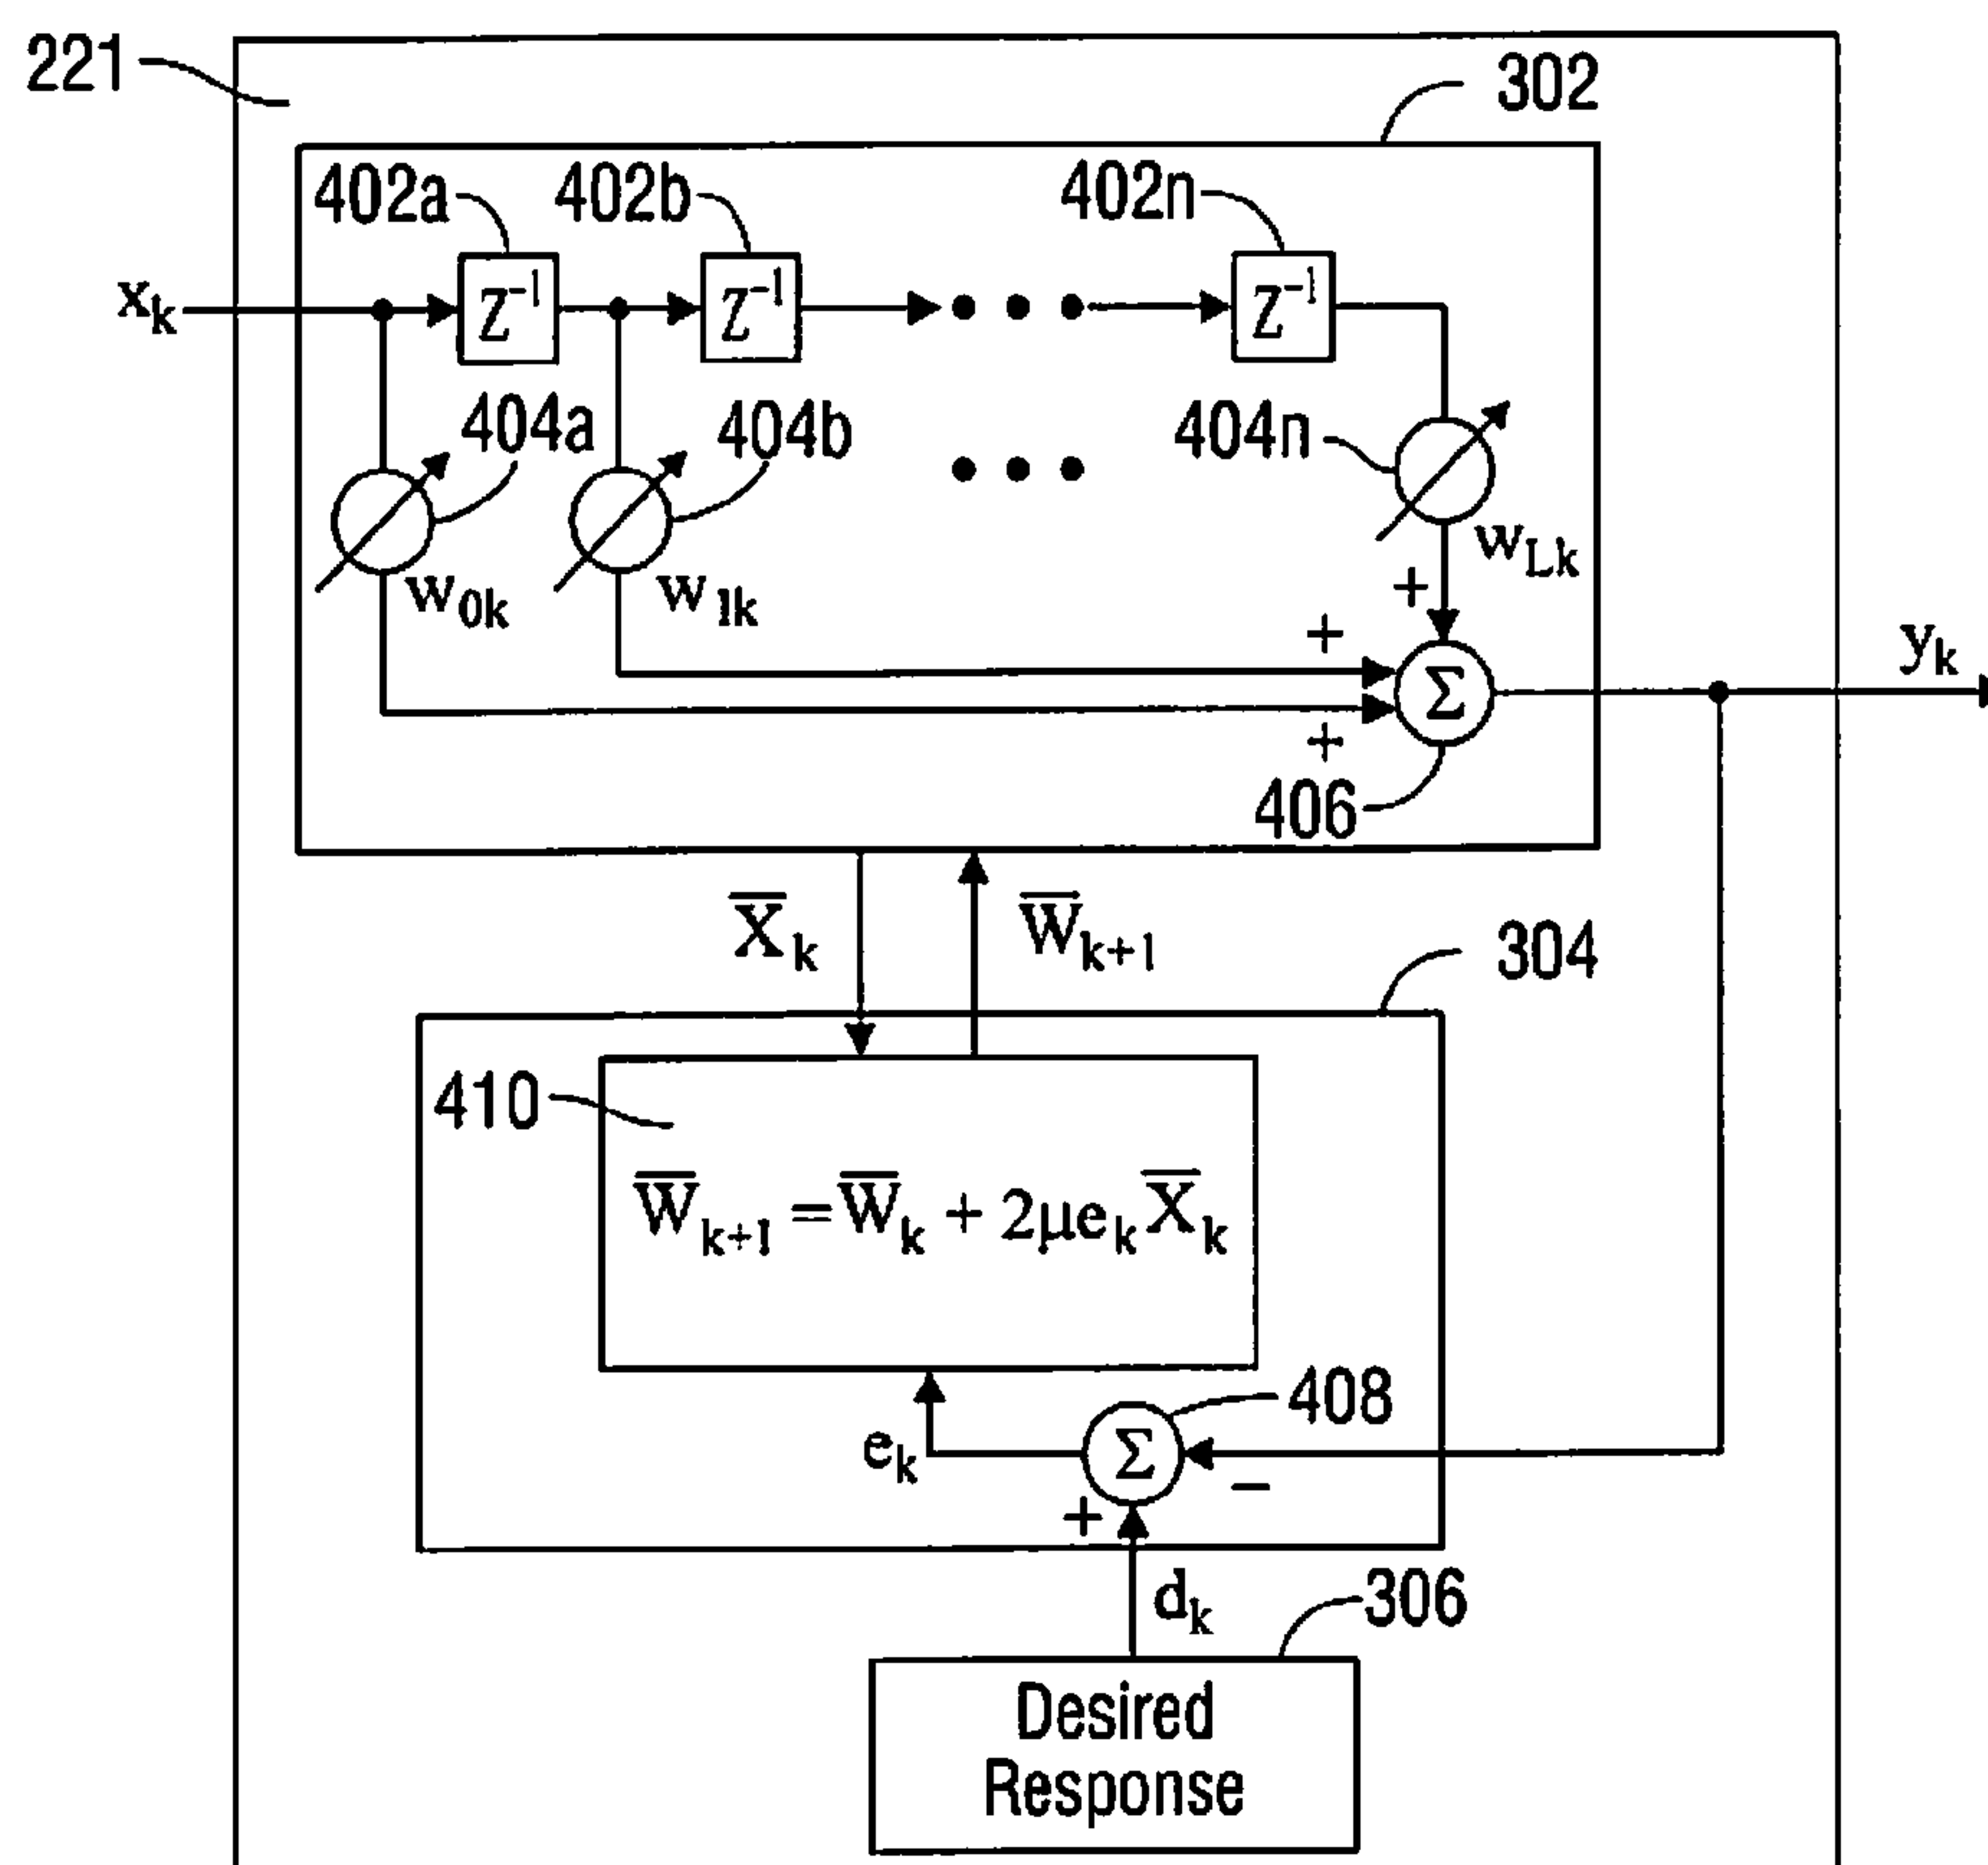 221
302
402a
402b
402n
x_k
Z^-1
Z^-1
Z^-1
404a
404b
404n
w_0k
w_1k
w_Lk
+
+
Σ
+
y_k
406
X̅_k
W̅_k+1
304
410
W̅_k+1 = W̅_k + 2μe_k X̅_k
408
e_k
Σ
−
+
d_k
306
Desired
Response